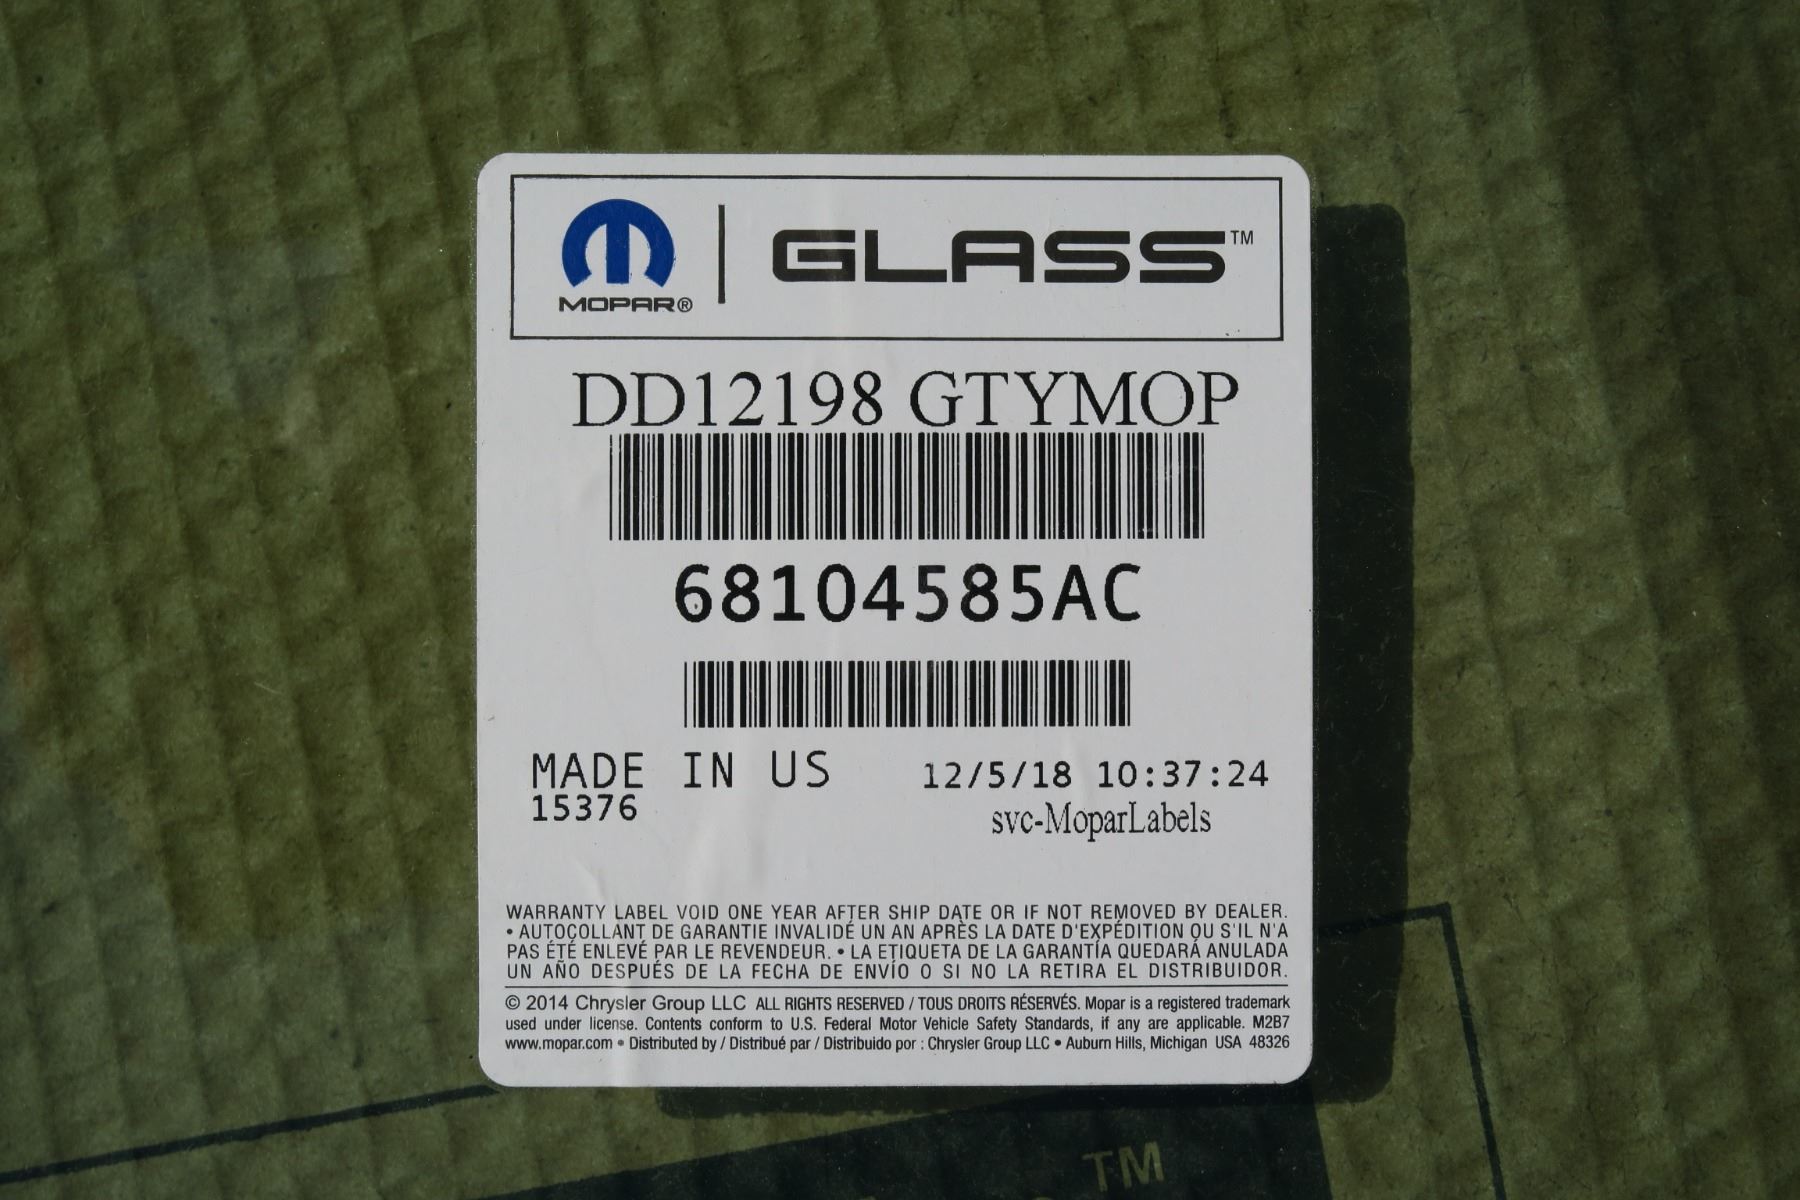 MOPAR® GLASS™
DD12198 GTYMOP
68104585AC
MADE IN US 12/5/18 10:37:24
15376 svc-MoparLabels
WARRANTY LABEL VOID ONE YEAR AFTER SHIP DATE OR IF NOT REMOVED BY DEALER.
• AUTOCOLLANT DE GARANTIE INVALIDÉ UN AN APRÈS LA DATE D'EXPÉDITION OU S'IL N'A
PAS ÉTÉ ENLEVÉ PAR LE REVENDEUR. • LA ETIQUETA DE LA GARANTÍA QUEDARÁ ANULADA
UN AÑO DESPUÉS DE LA FECHA DE ENVÍO O SI NO LA RETIRA EL DISTRIBUIDOR.
© 2014 Chrysler Group LLC ALL RIGHTS RESERVED / TOUS DROITS RÉSERVÉS. Mopar is a registered trademark
used under license. Contents conform to U.S. Federal Motor Vehicle Safety Standards, if any are applicable. M2B7
www.mopar.com • Distributed by / Distribué par / Distribuido por : Chrysler Group LLC • Auburn Hills, Michigan USA 48326
TM